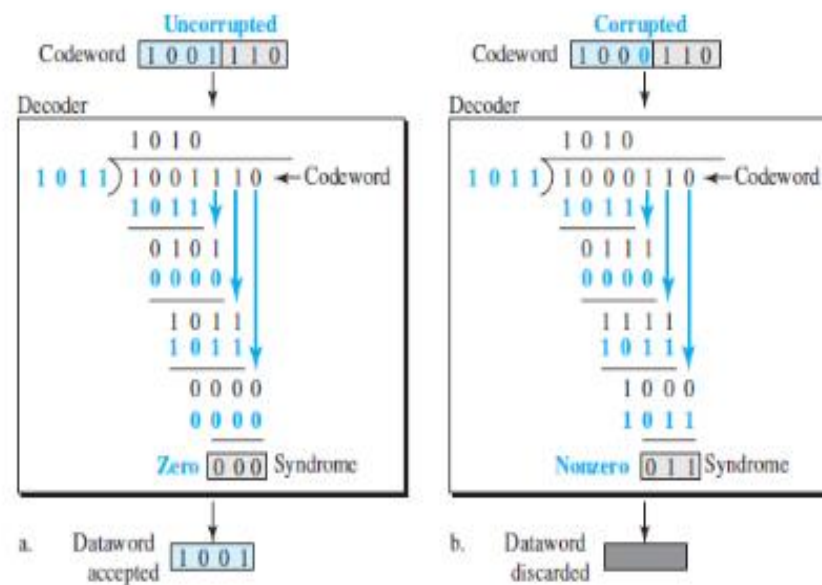 Uncorrupted
Codeword 1 0 0 1 1 1 0
Decoder
1 0 1 0
1 0 1 1 ) 1 0 0 1 1 1 0 Codeword
1 0 1 1
0 1 0 1
0 0 0 0
1 0 1 1
1 0 1 1
0 0 0 0
0 0 0 0
Zero 0 0 0 Syndrome
a. Dataword
accepted 1 0 0 1
Corrupted
Codeword 1 0 0 0 1 1 0
Decoder
1 0 1 0
1 0 1 1 ) 1 0 0 0 1 1 0 Codeword
1 0 1 1
0 1 1 1
0 0 0 0
1 1 1 1
1 0 1 1
1 0 0 0
1 0 1 1
Nonzero 0 1 1 Syndrome
b. Dataword
discarded